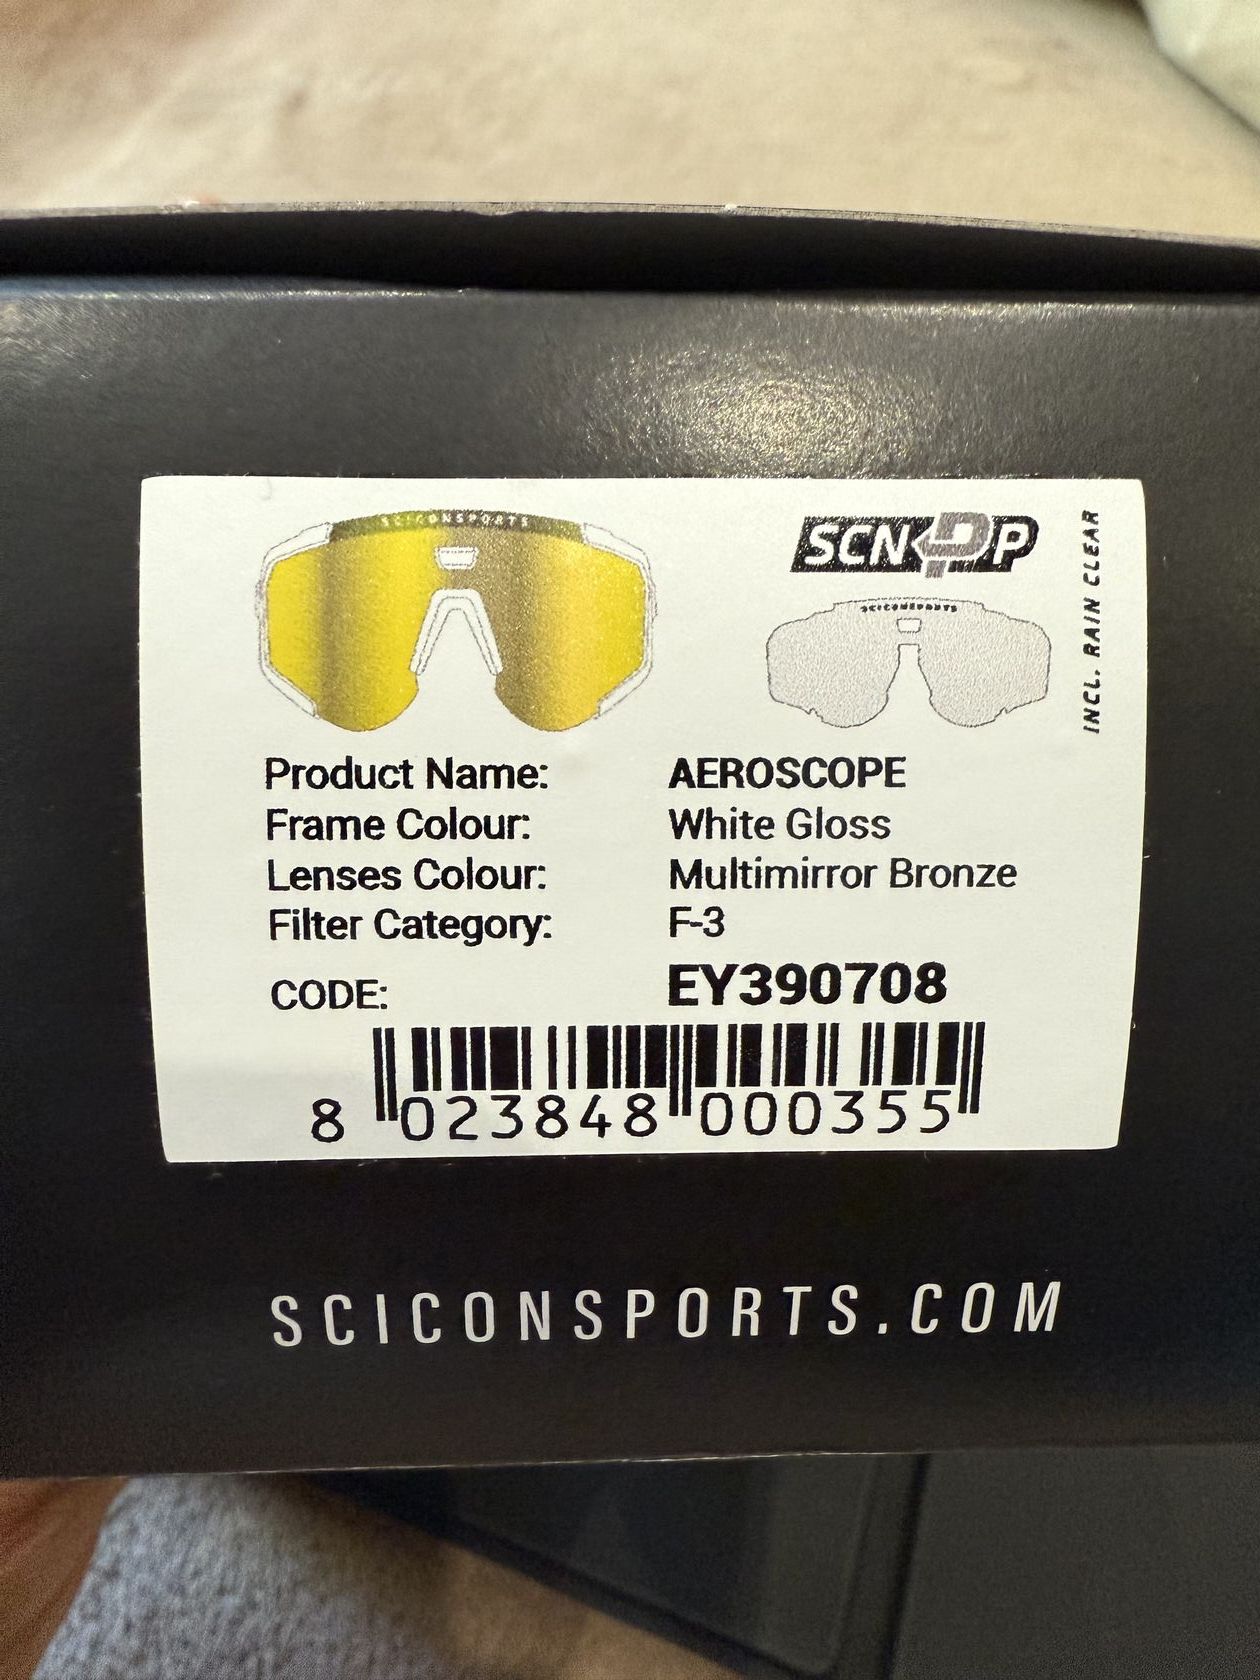 SCICONSPORTS
SCNPP
SCICONSPORTS
INCL. RAIN CLEAR
Product Name: AEROSCOPE
Frame Colour: White Gloss
Lenses Colour: Multimirror Bronze
Filter Category: F-3
CODE: EY390708
8 023848 000355
SCICONSPORTS.COM